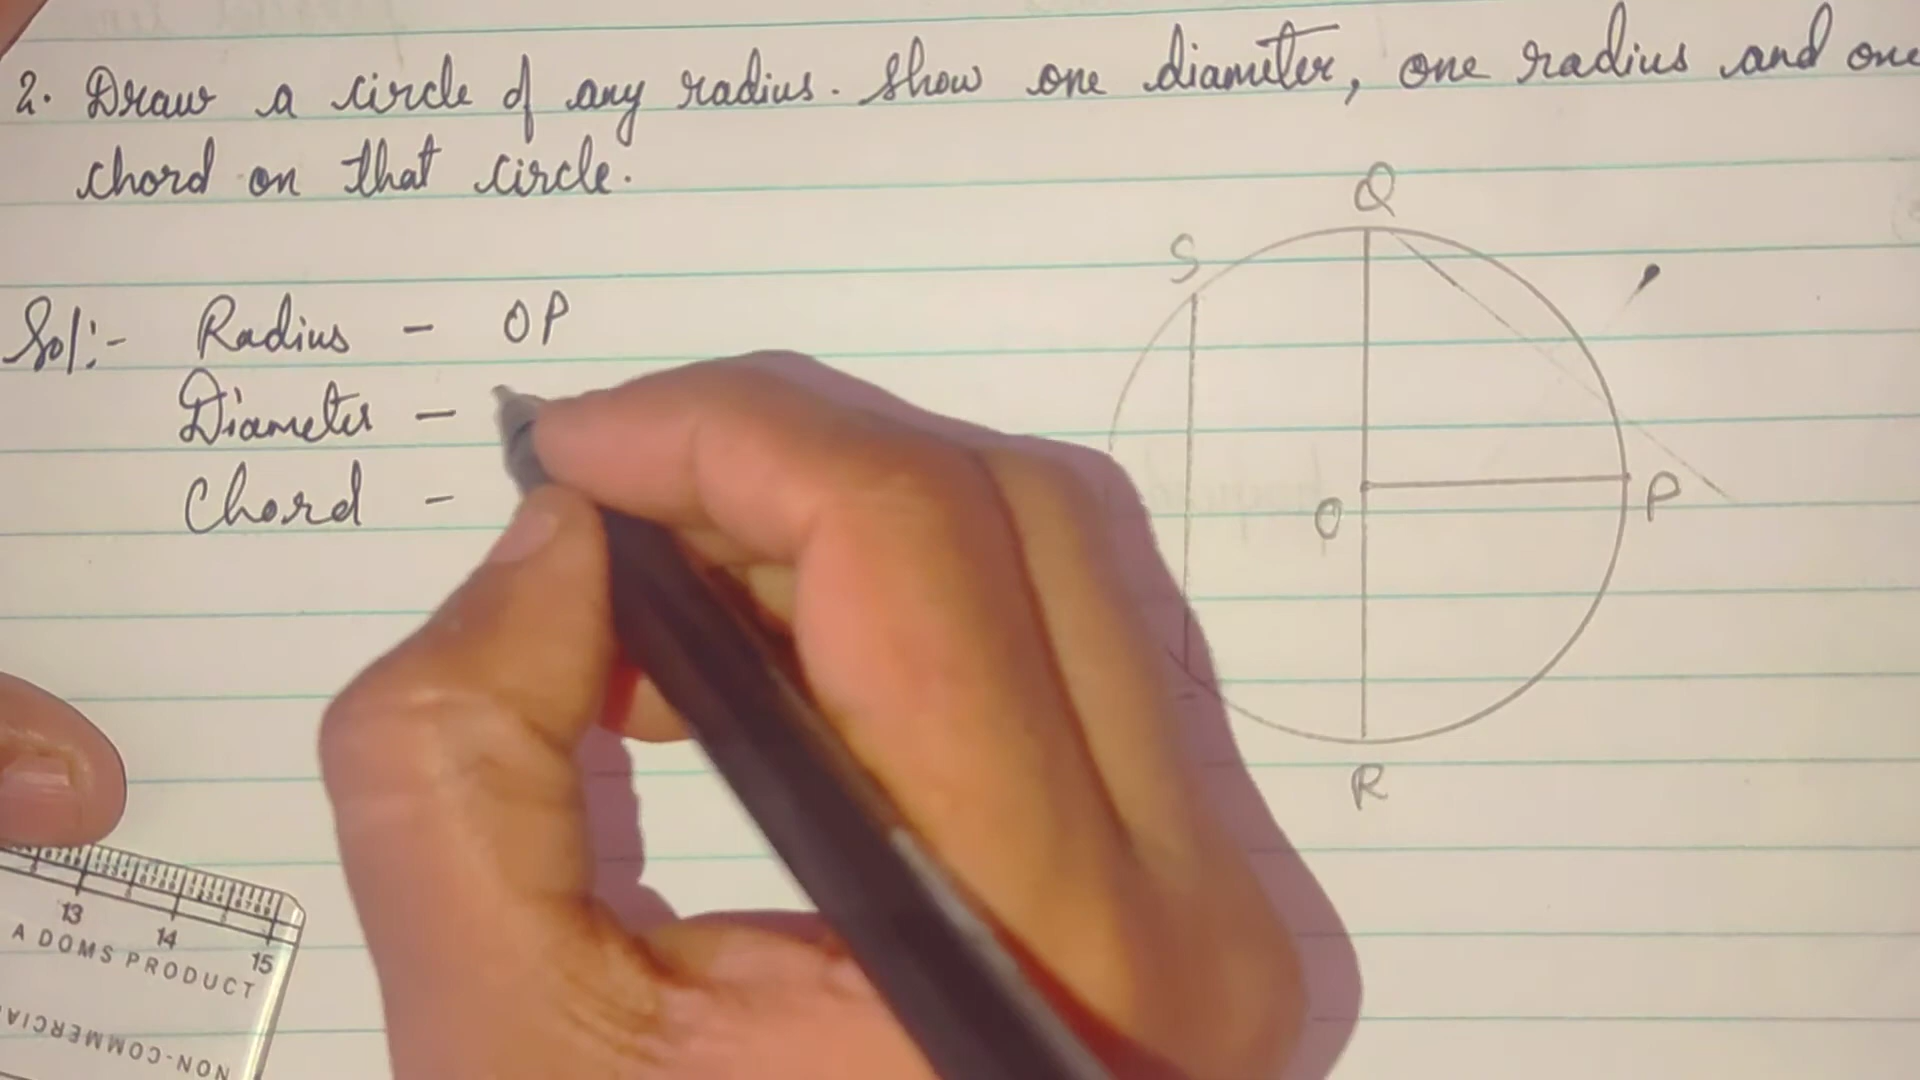 2. Draw a circle of any radius. Show one diameter, one radius and one
chord on that circle.
Sol:- Radius - OP
Diameter -
Chord -
Q
S
O
P
R
13
14
15
A DOMS PRODUCT
NON-COMMERCIA